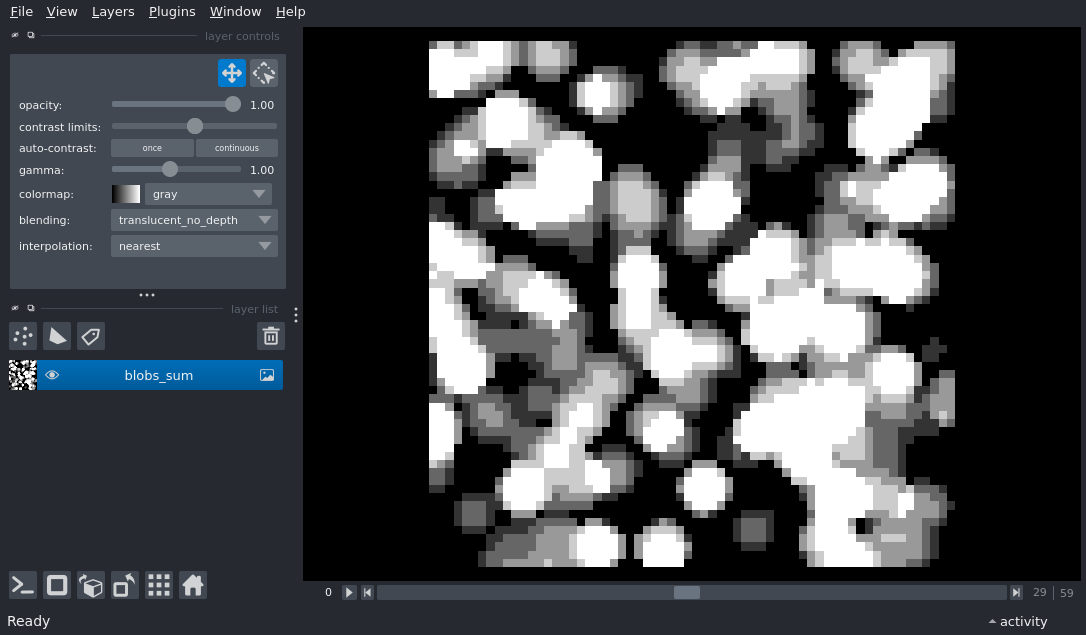 File View Layers Plugins Window Help
layer controls
opacity: 1.00
contrast limits:
auto-contrast: once continuous
gamma: 1.00
colormap: gray
blending: translucent_no_depth
interpolation: nearest
layer list
blobs_sum
0 29 59
Ready activity